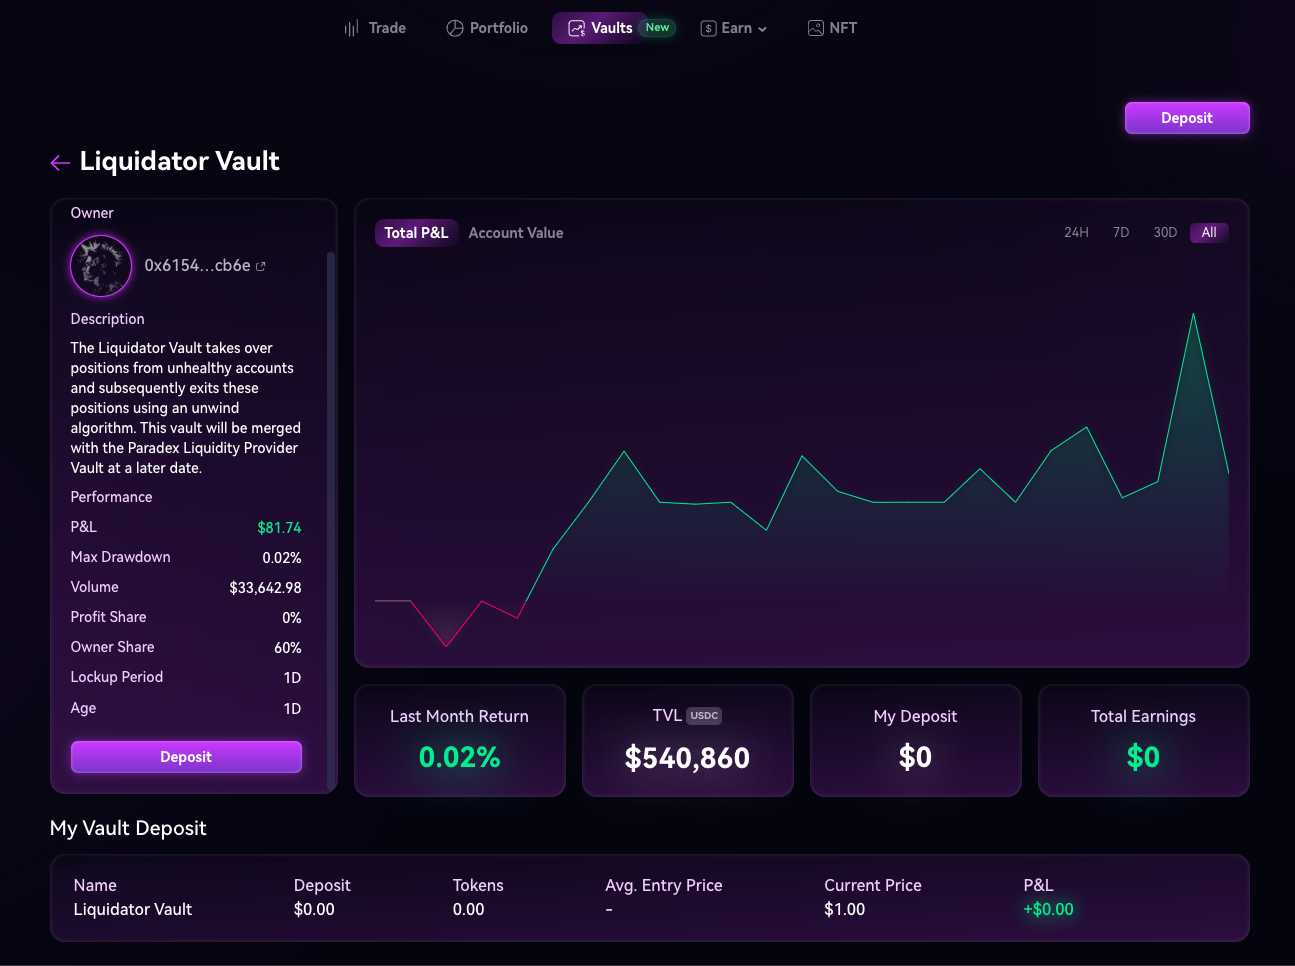 Trade Portfolio Vaults New Earn NFT
Deposit
Liquidator Vault
Owner
0x6154...cb6e
Description
The Liquidator Vault takes over
positions from unhealthy accounts
and subsequently exits these
positions using an unwind
algorithm. This vault will be merged
with the Paradex Liquidity Provider
Vault at a later date.
Performance
P&L $81.74
Max Drawdown 0.02%
Volume $33,642.98
Profit Share 0%
Owner Share 60%
Lockup Period 1D
Age 1D
Deposit
Total P&L Account Value 24H 7D 30D All
Last Month Return
0.02%
TVL USDC
$540,860
My Deposit
$0
Total Earnings
$0
My Vault Deposit
Name Deposit Tokens Avg. Entry Price Current Price P&L
Liquidator Vault $0.00 0.00 - $1.00 +$0.00